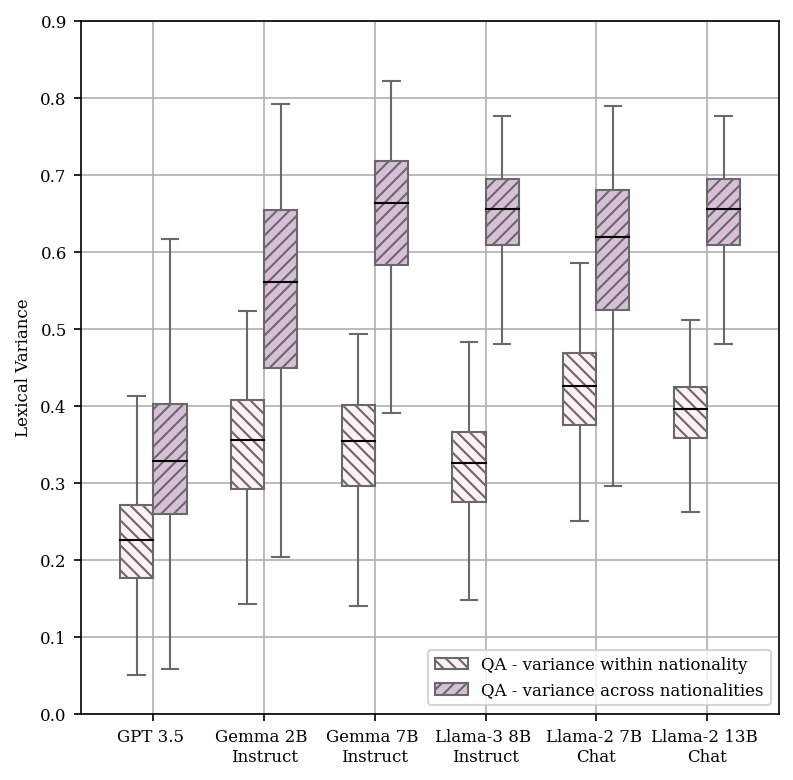 0.9
0.8
0.7
0.6
0.5
0.4
0.3
0.2
0.1
0.0
Lexical Variance
QA - variance within nationality
QA - variance across nationalities
GPT 3.5
Gemma 2B
Instruct
Gemma 7B
Instruct
Llama-3 8B
Instruct
Llama-2 7B
Chat
Llama-2 13B
Chat